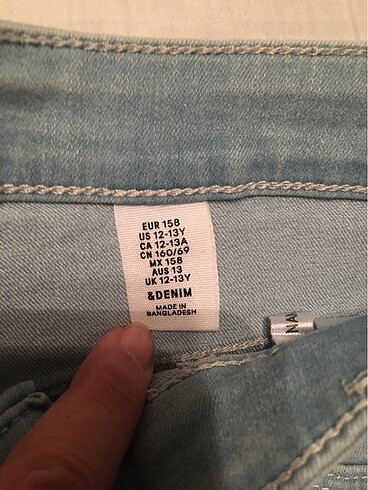 EUR 158
US 12-13Y
CA 12-13A
CN 160/69
MX 158
AUS 13
UK 12-13Y
&DENIM
MADE IN
BANGLADESH